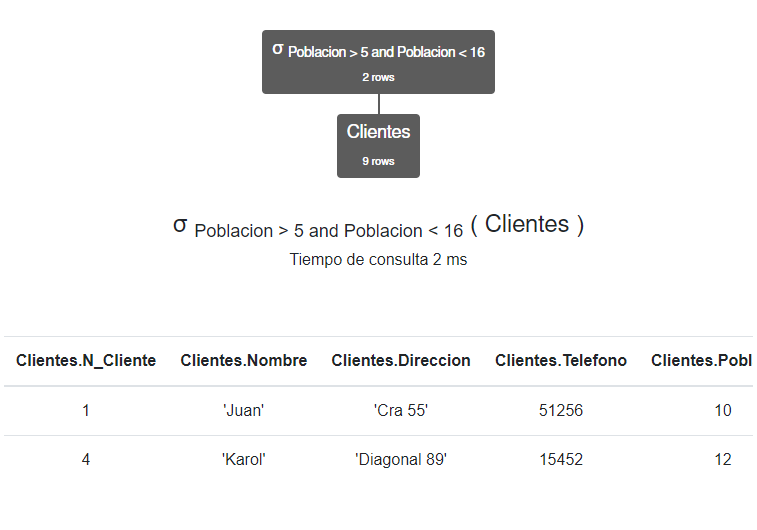 σ Poblacion > 5 and Poblacion < 16
2 rows
Clientes
9 rows
σ Poblacion > 5 and Poblacion < 16 ( Clientes )
Tiempo de consulta 2 ms
Clientes.N_Cliente Clientes.Nombre Clientes.Direccion Clientes.Telefono Clientes.Pobl
1 'Juan' 'Cra 55' 51256 10
4 'Karol' 'Diagonal 89' 15452 12